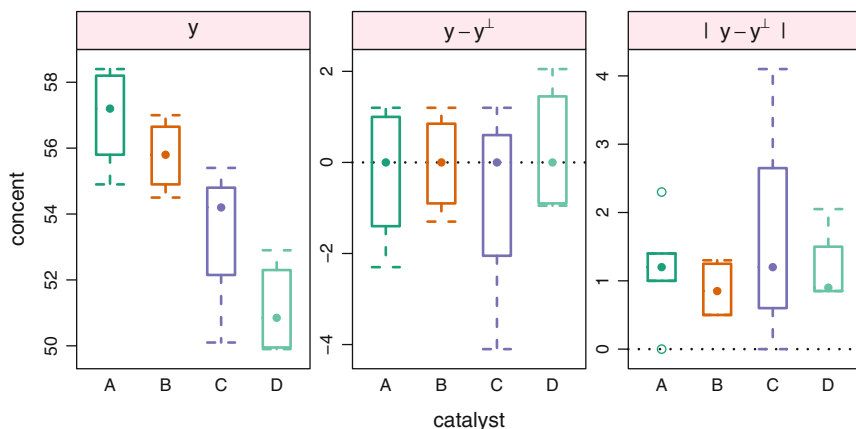 y
y – y⊥
| y – y⊥ |
concent
58
56
54
52
50
2
0
−2
−4
4
3
2
1
0
A B C D
A B C D
A B C D
catalyst